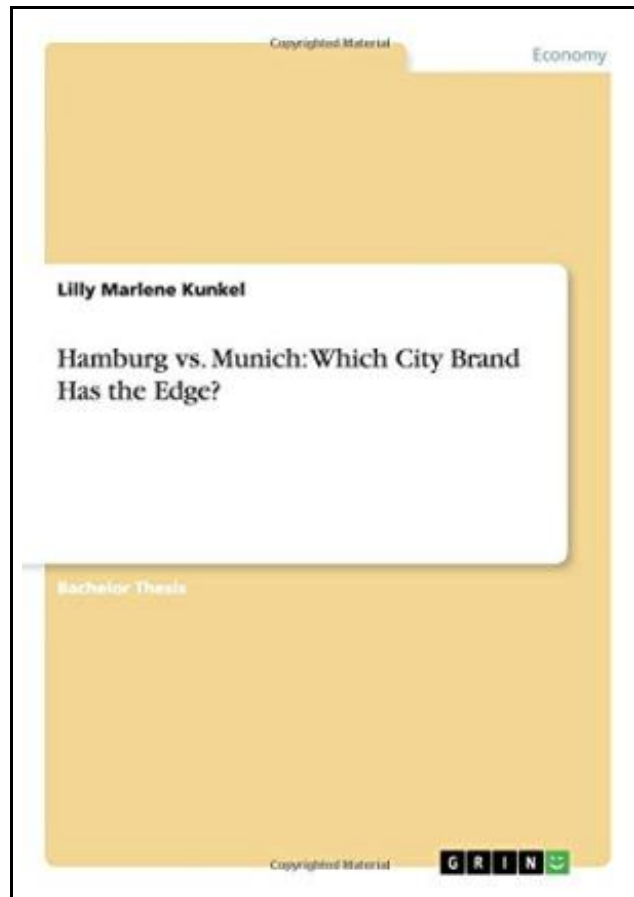 Copyrighted Material
Economy
Lilly Marlene Kunkel
Hamburg vs. Munich: Which City Brand
Has the Edge?
Bachelor Thesis
Copyrighted Material
GRIN